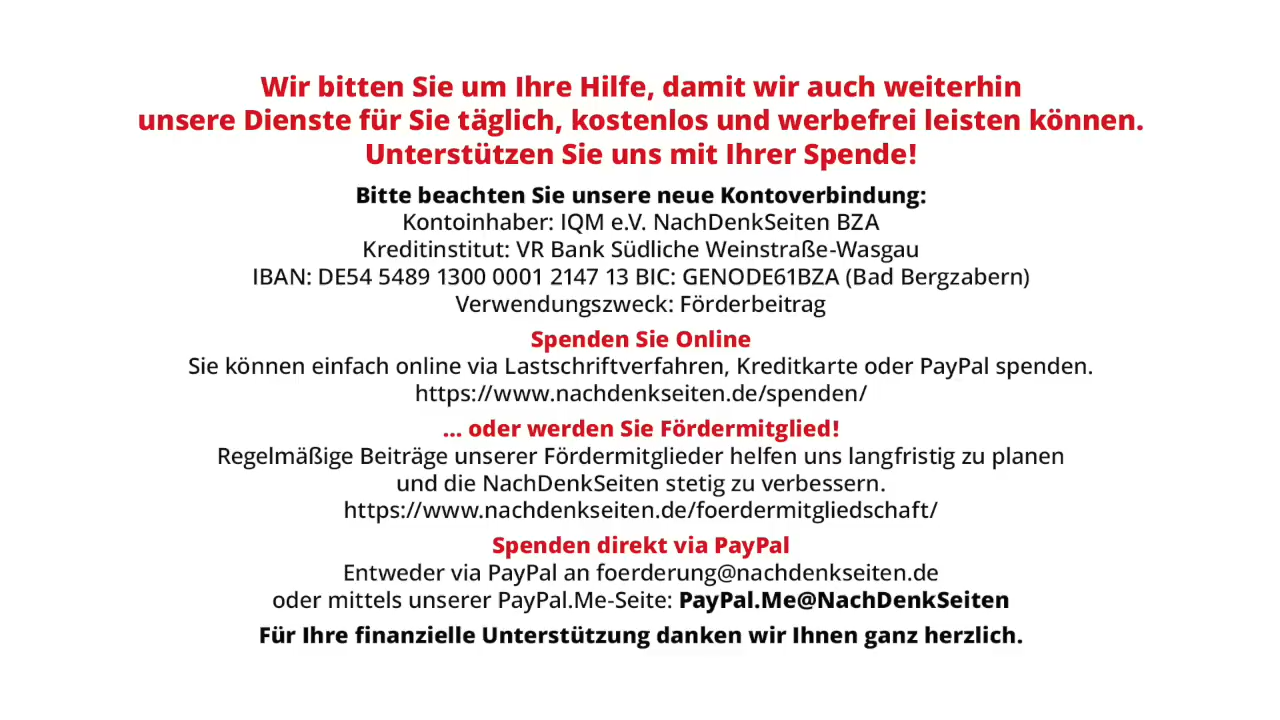 Wir bitten Sie um Ihre Hilfe, damit wir auch weiterhin
unsere Dienste für Sie täglich, kostenlos und werbefrei leisten können.
Unterstützen Sie uns mit Ihrer Spende!
Bitte beachten Sie unsere neue Kontoverbindung:
Kontoinhaber: IQM e.V. NachDenkSeiten BZA
Kreditinstitut: VR Bank Südliche Weinstraße-Wasgau
IBAN: DE54 5489 1300 0001 2147 13 BIC: GENODE61BZA (Bad Bergzabern)
Verwendungszweck: Förderbeitrag
Spenden Sie Online
Sie können einfach online via Lastschriftverfahren, Kreditkarte oder PayPal spenden.
https://www.nachdenkseiten.de/spenden/
... oder werden Sie Fördermitglied!
Regelmäßige Beiträge unserer Fördermitglieder helfen uns langfristig zu planen
und die NachDenkSeiten stetig zu verbessern.
https://www.nachdenkseiten.de/foerdermitgliedschaft/
Spenden direkt via PayPal
Entweder via PayPal an foerderung@nachdenkseiten.de
oder mittels unserer PayPal.Me-Seite: PayPal.Me@NachDenkSeiten
Für Ihre finanzielle Unterstützung danken wir Ihnen ganz herzlich.